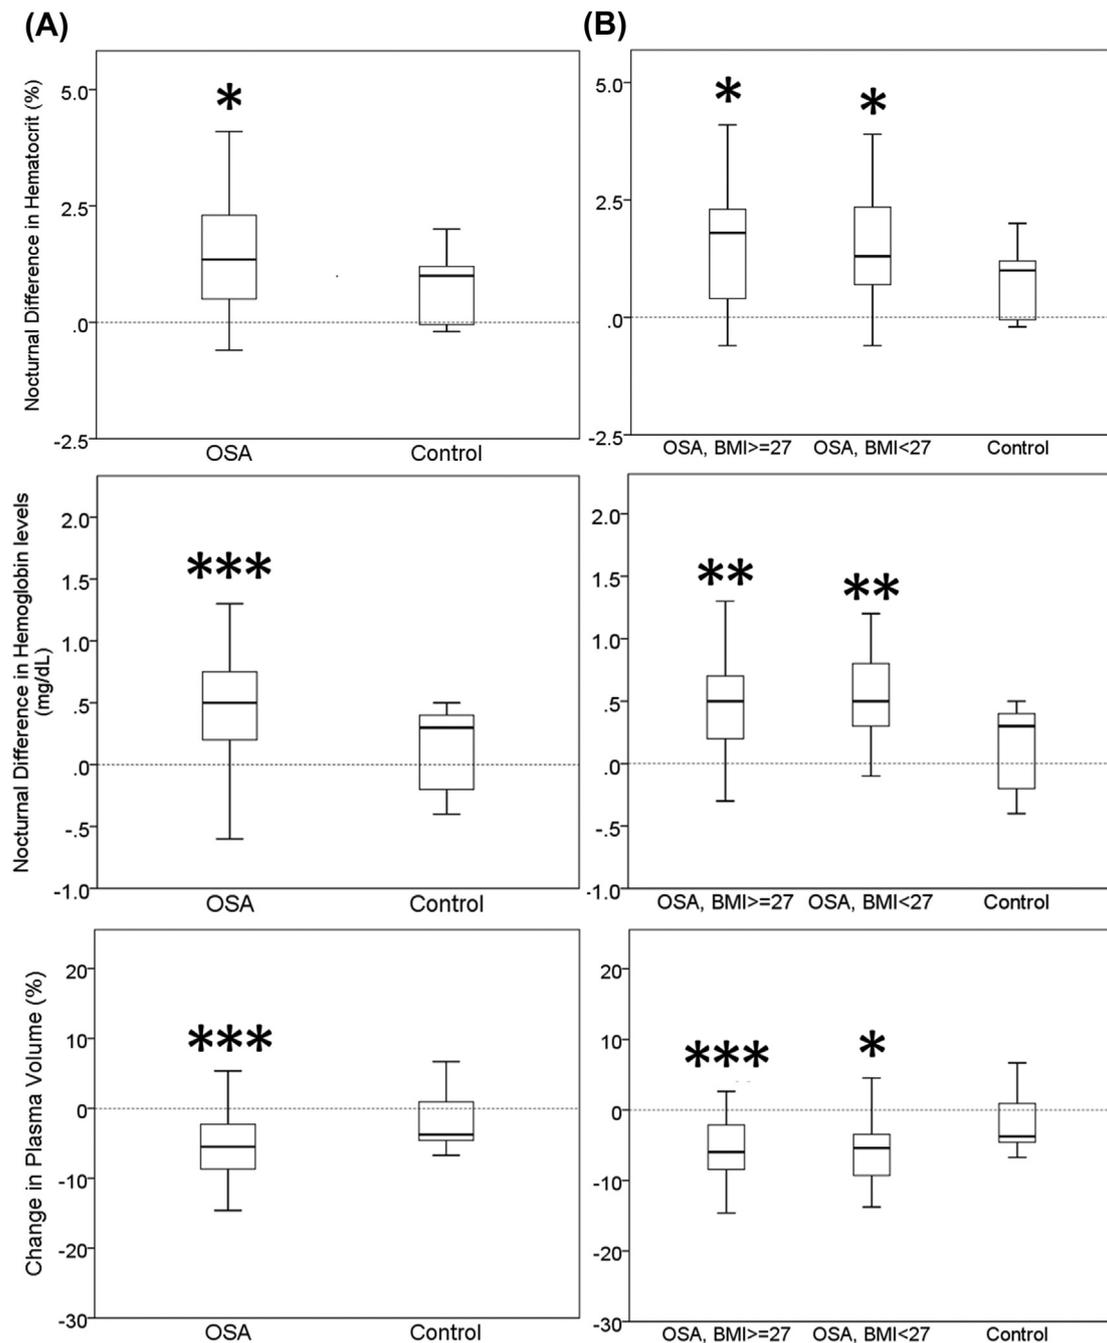 (A)
(B)
Nocturnal Difference in Hematocrit (%)
5.0
2.5
.0
-2.5
*
OSA
Control
5.0
2.5
.0
-2.5
*
*
OSA, BMI>=27
OSA, BMI<27
Control
Nocturnal Difference in Hemoglobin levels
(mg/dL)
2.0
1.5
1.0
.5
.0
-.5
-1.0
***
OSA
Control
2.0
1.5
1.0
.5
.0
-.5
-1.0
**
**
OSA, BMI>=27
OSA, BMI<27
Control
Change in Plasma Volume (%)
20
10
0
-10
-20
-30
***
OSA
Control
20
10
0
-10
-20
-30
***
*
OSA, BMI>=27
OSA, BMI<27
Control